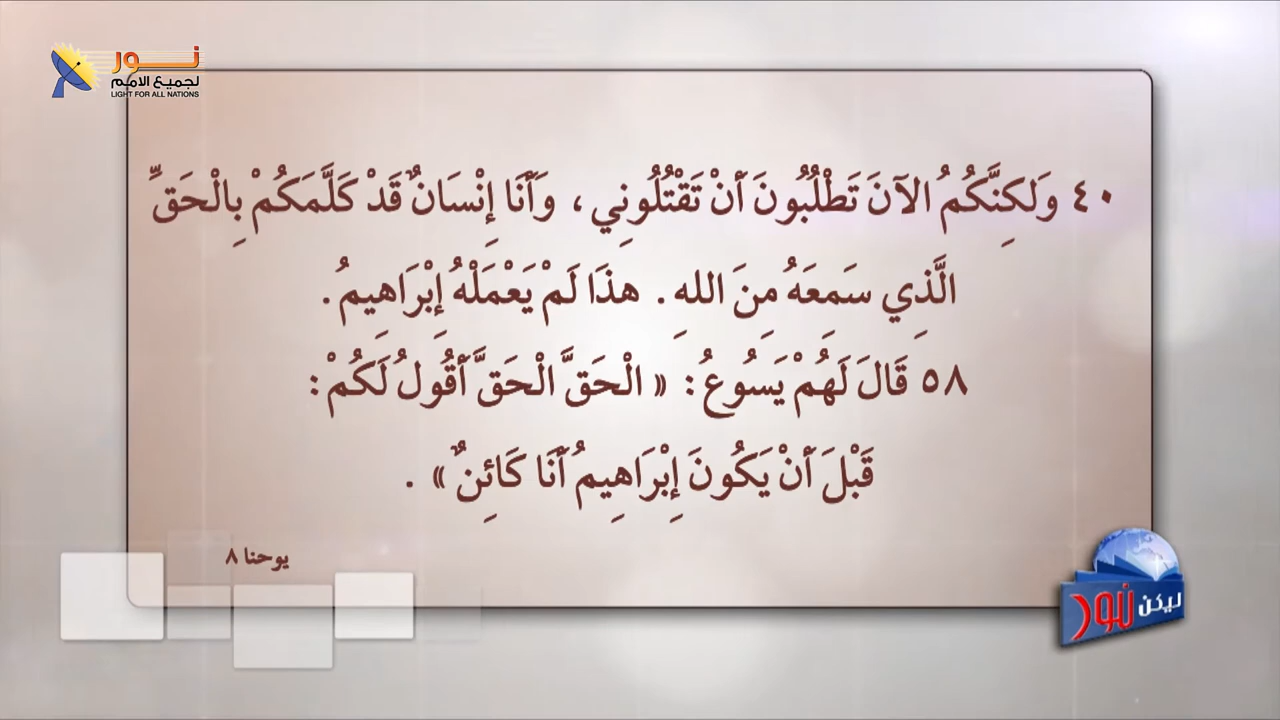 نور
لجميع الامم
LIGHT FOR ALL NATIONS
٤٠ وَلكِنَّكُمُ الآنَ تَطْلُبُونَ أَنْ تَقْتُلُونِي، وَأَنَا إِنْسَانٌ قَدْ كَلَّمَكُمْ بِالْحَقِّ
الَّذِي سَمِعَهُ مِنَ اللهِ. هذَا لَمْ يَعْمَلْهُ إِبْرَاهِيمُ.
٥٨ قَالَ لَهُمْ يَسُوعُ: «الْحَقَّ الْحَقَّ أَقُولُ لَكُمْ:
قَبْلَ أَنْ يَكُونَ إِبْرَاهِيمُ أَنَا كَائِنٌ».
يوحنا ٨
ليكن نور